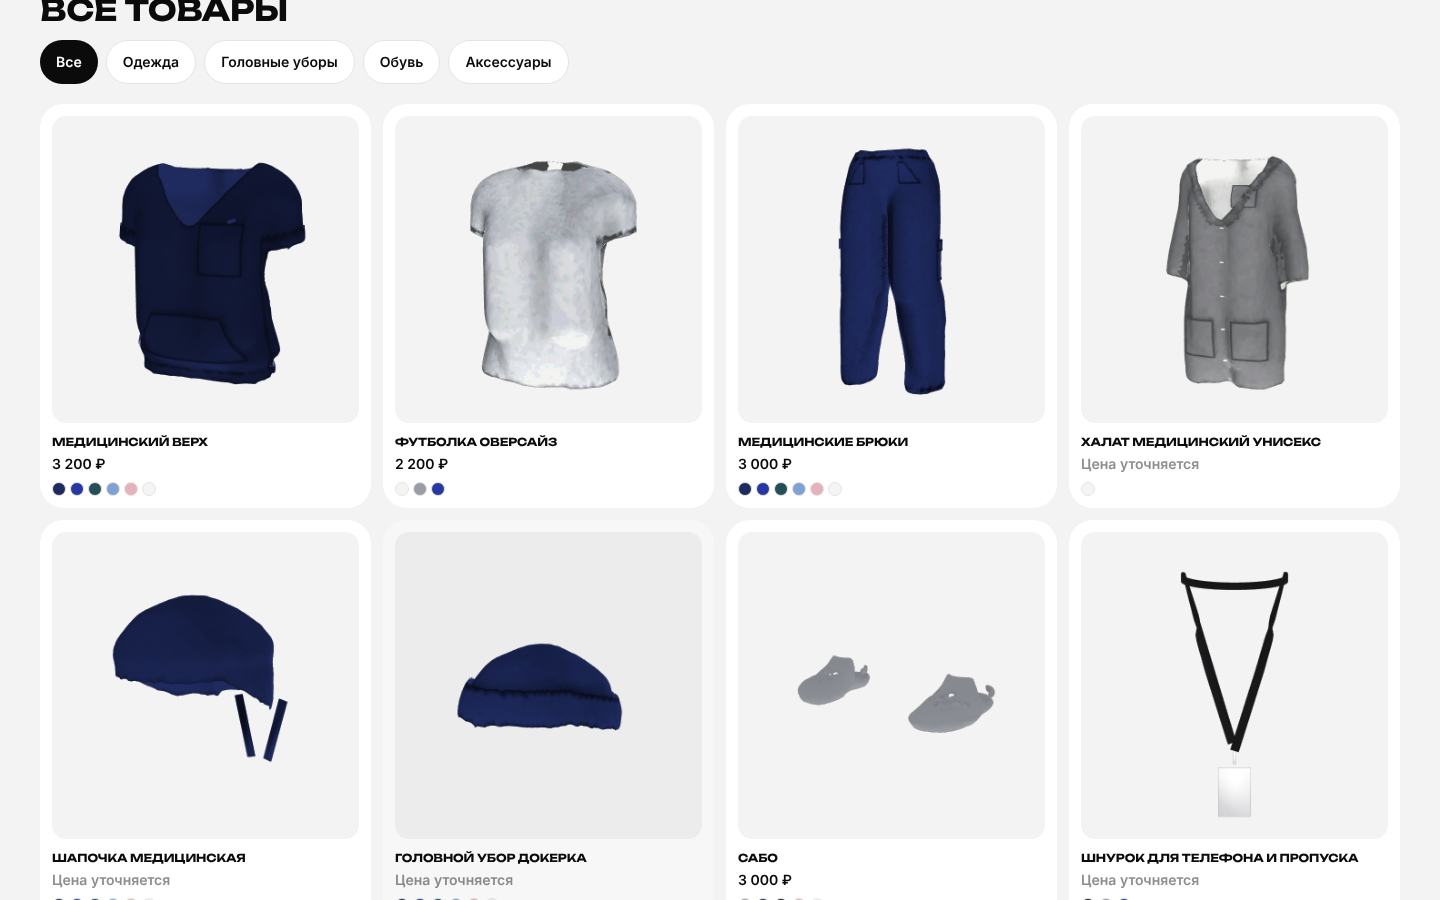 ВСЕ ТОВАРЫ
Все
Одежда
Головные уборы
Обувь
Аксессуары
МЕДИЦИНСКИЙ ВЕРХ
3 200 ₽
ФУТБОЛКА ОВЕРСАЙЗ
2 200 ₽
МЕДИЦИНСКИЕ БРЮКИ
3 000 ₽
ХАЛАТ МЕДИЦИНСКИЙ УНИСЕКС
Цена уточняется
ШАПОЧКА МЕДИЦИНСКАЯ
Цена уточняется
ГОЛОВНОЙ УБОР ДОКЕРКА
Цена уточняется
САБО
3 000 ₽
ШНУРОК ДЛЯ ТЕЛЕФОНА И ПРОПУСКА
Цена уточняется